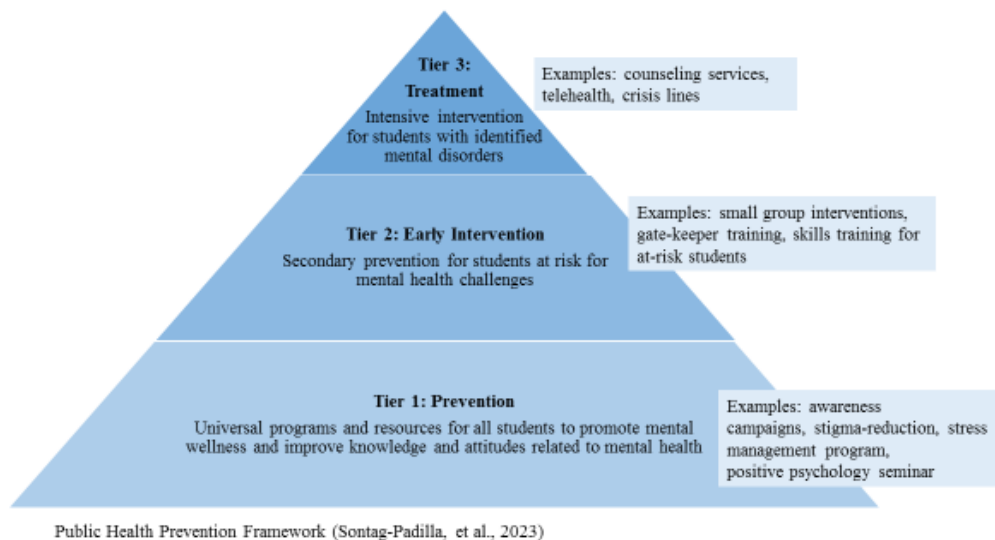 Tier 3:
Treatment
Intensive intervention
for students with identified
mental disorders
Examples: counseling services,
telehealth, crisis lines
Tier 2: Early Intervention
Secondary prevention for students at risk for
mental health challenges
Examples: small group interventions,
gate-keeper training, skills training for
at-risk students
Tier 1: Prevention
Universal programs and resources for all students to promote mental
wellness and improve knowledge and attitudes related to mental health
Examples: awareness
campaigns, stigma-reduction, stress
management program,
positive psychology seminar
Public Health Prevention Framework (Sontag-Padilla, et al., 2023)